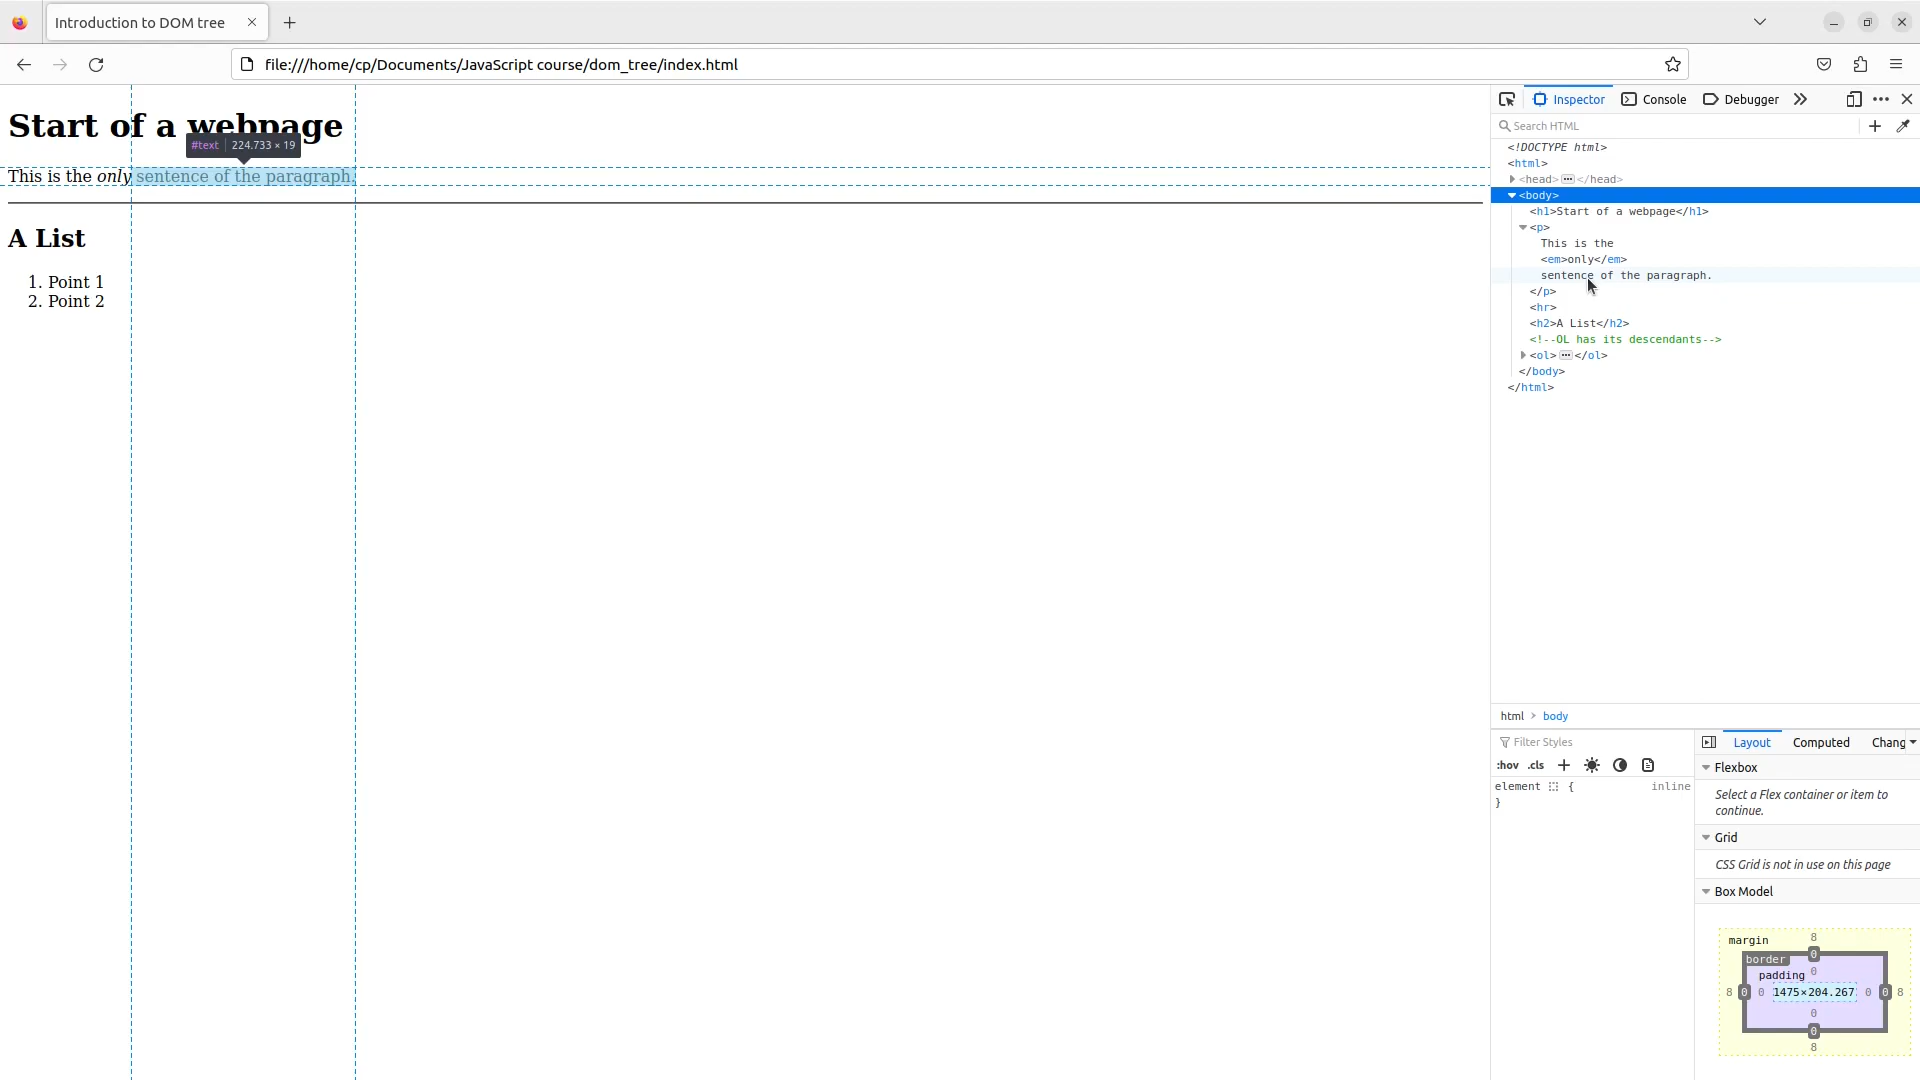 Introduction to DOM tree
file:///home/cp/Documents/JavaScript course/dom_tree/index.html
Start of a webpage
#text 224.733 × 19
This is the only sentence of the paragraph.
A List
1. Point 1
2. Point 2
Inspector Console Debugger
Search HTML
<!DOCTYPE html>
<html>
<head> ••• </head>
<body>
<h1>Start of a webpage</h1>
<p>
This is the
<em>only</em>
sentence of the paragraph.
</p>
<hr>
<h2>A List</h2>
<!--OL has its descendants-->
<ol> ••• </ol>
</body>
</html>
html > body
Filter Styles
:hov .cls
element { inline
}
Layout Computed Chang
Flexbox
Select a Flex container or item to
continue.
Grid
CSS Grid is not in use on this page
Box Model
margin 8
border 0
padding 0
8 0 0 1475×204.267 0 0 8
0
0
8